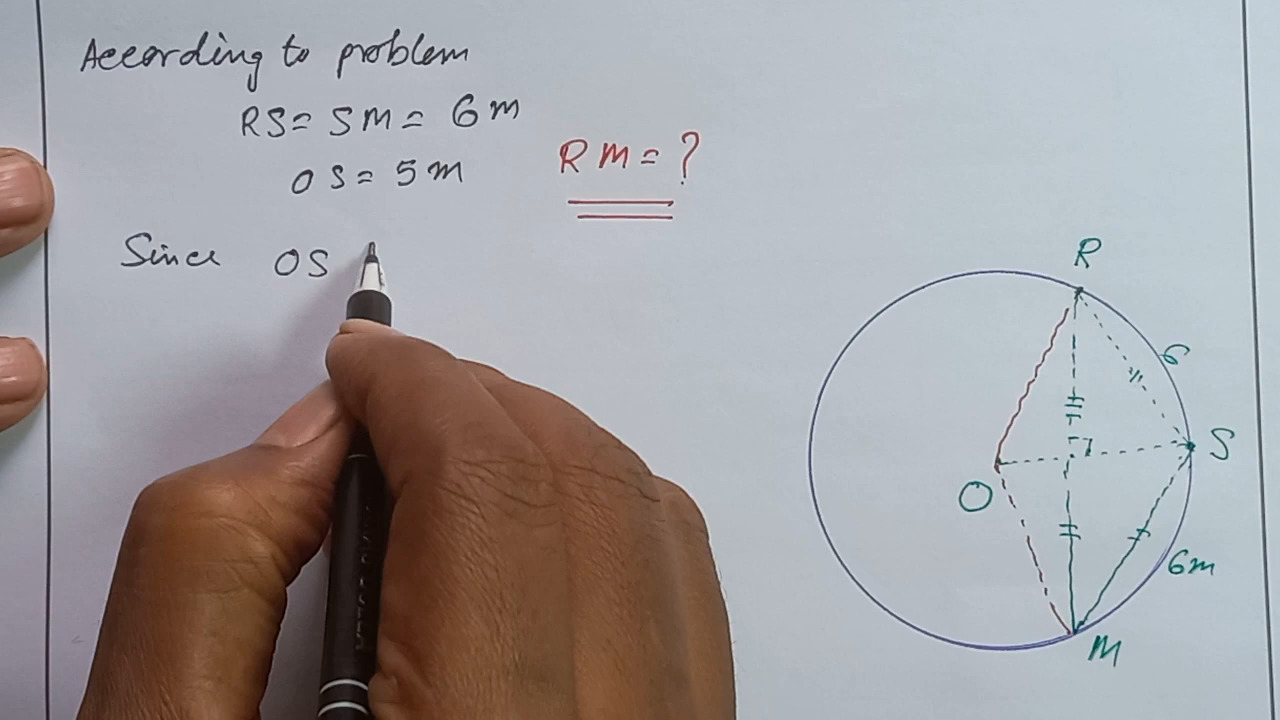 According to problem
RS = SM = 6m
OS = 5m
RM = ?
Since OS
R
6
S
O
6m
M